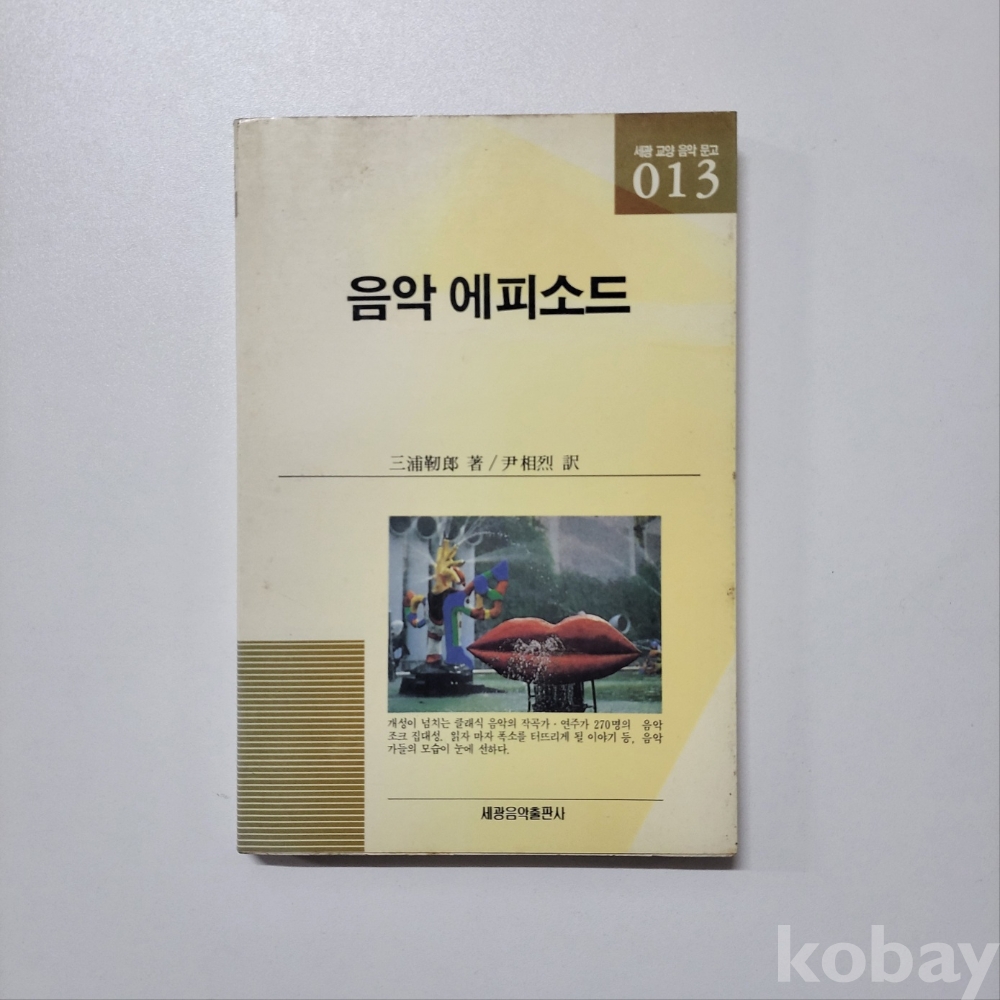 세광 교양 음악 문고
013
음악 에피소드
三浦靭郎 著 / 尹相烈 訳
개성이 넘치는 클래식 음악의 작곡가·연주가 270명의 음악
조크 집대성. 읽자 마자 폭소를 터뜨리게 될 이야기 등, 음악
가들의 모습이 눈에 선하다.
세광음악출판사
kobay